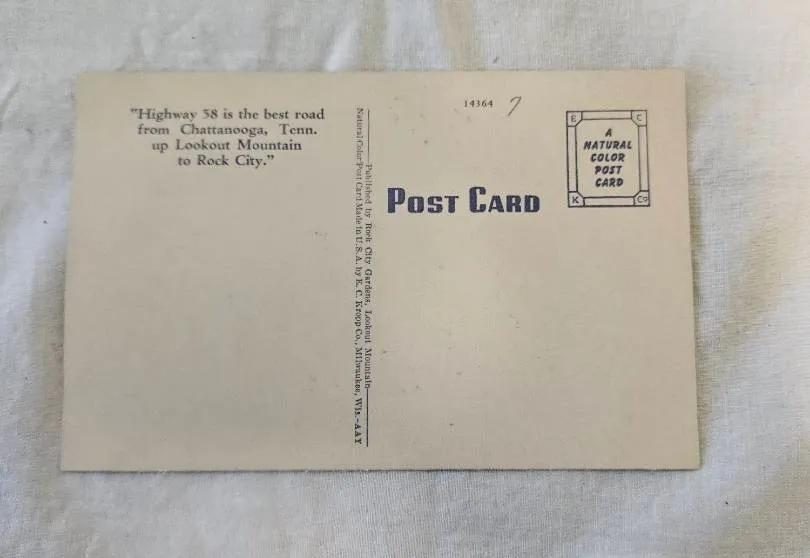 "Highway 58 is the best road
from Chattanooga, Tenn.
up Lookout Mountain
to Rock City."
Published by Rock City Gardens, Lookout Mountain
Natural Color Post Card Made in U.S.A. by E. C. Kropp Co., Milwaukee, Wis.-AAY
14364 7
POST CARD
E C
A
NATURAL
COLOR
POST
CARD
K Co